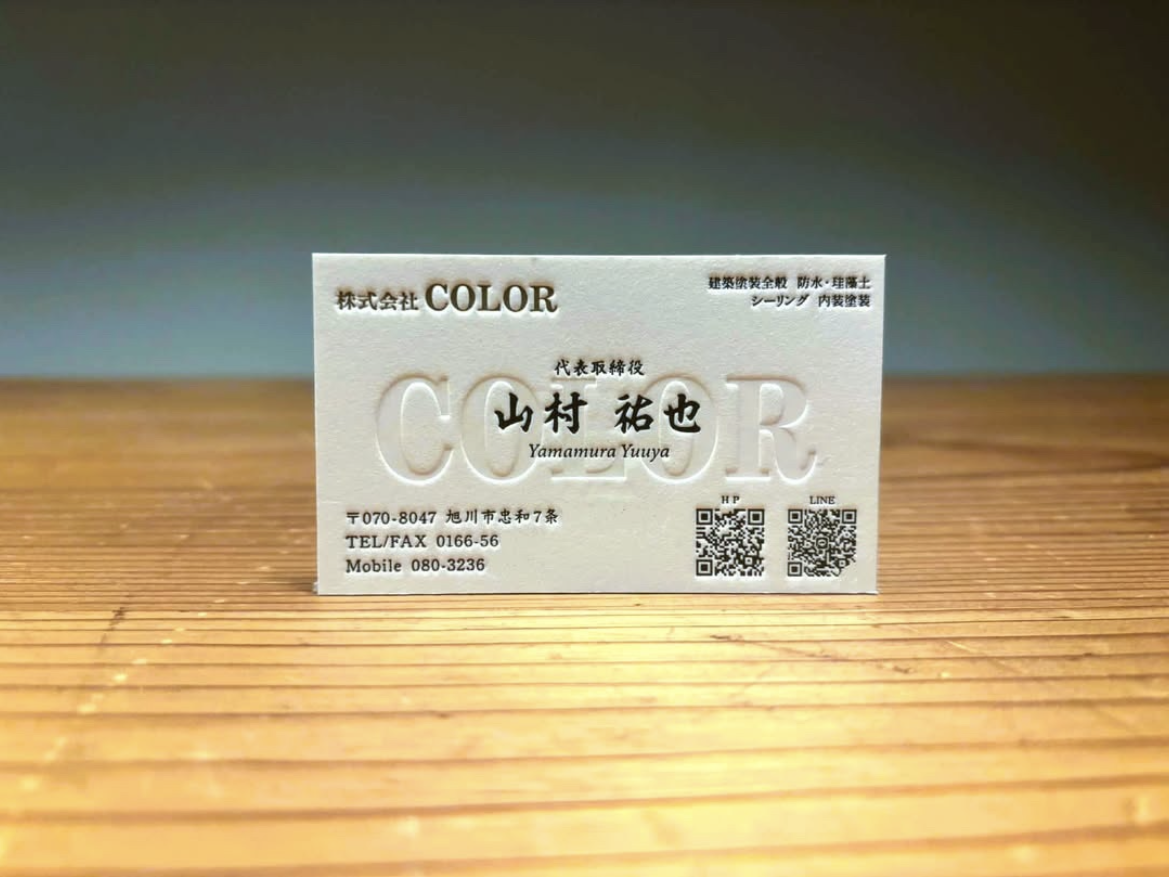 株式会社 COLOR
建築塗装全般 防水・珪藻土
シーリング 内装塗装
代表取締役
COLOR
山村 祐也
Yamamura Yuuya
〒070-8047 旭川市忠和7条
TEL/FAX 0166-56
Mobile 080-3236
HP
LINE